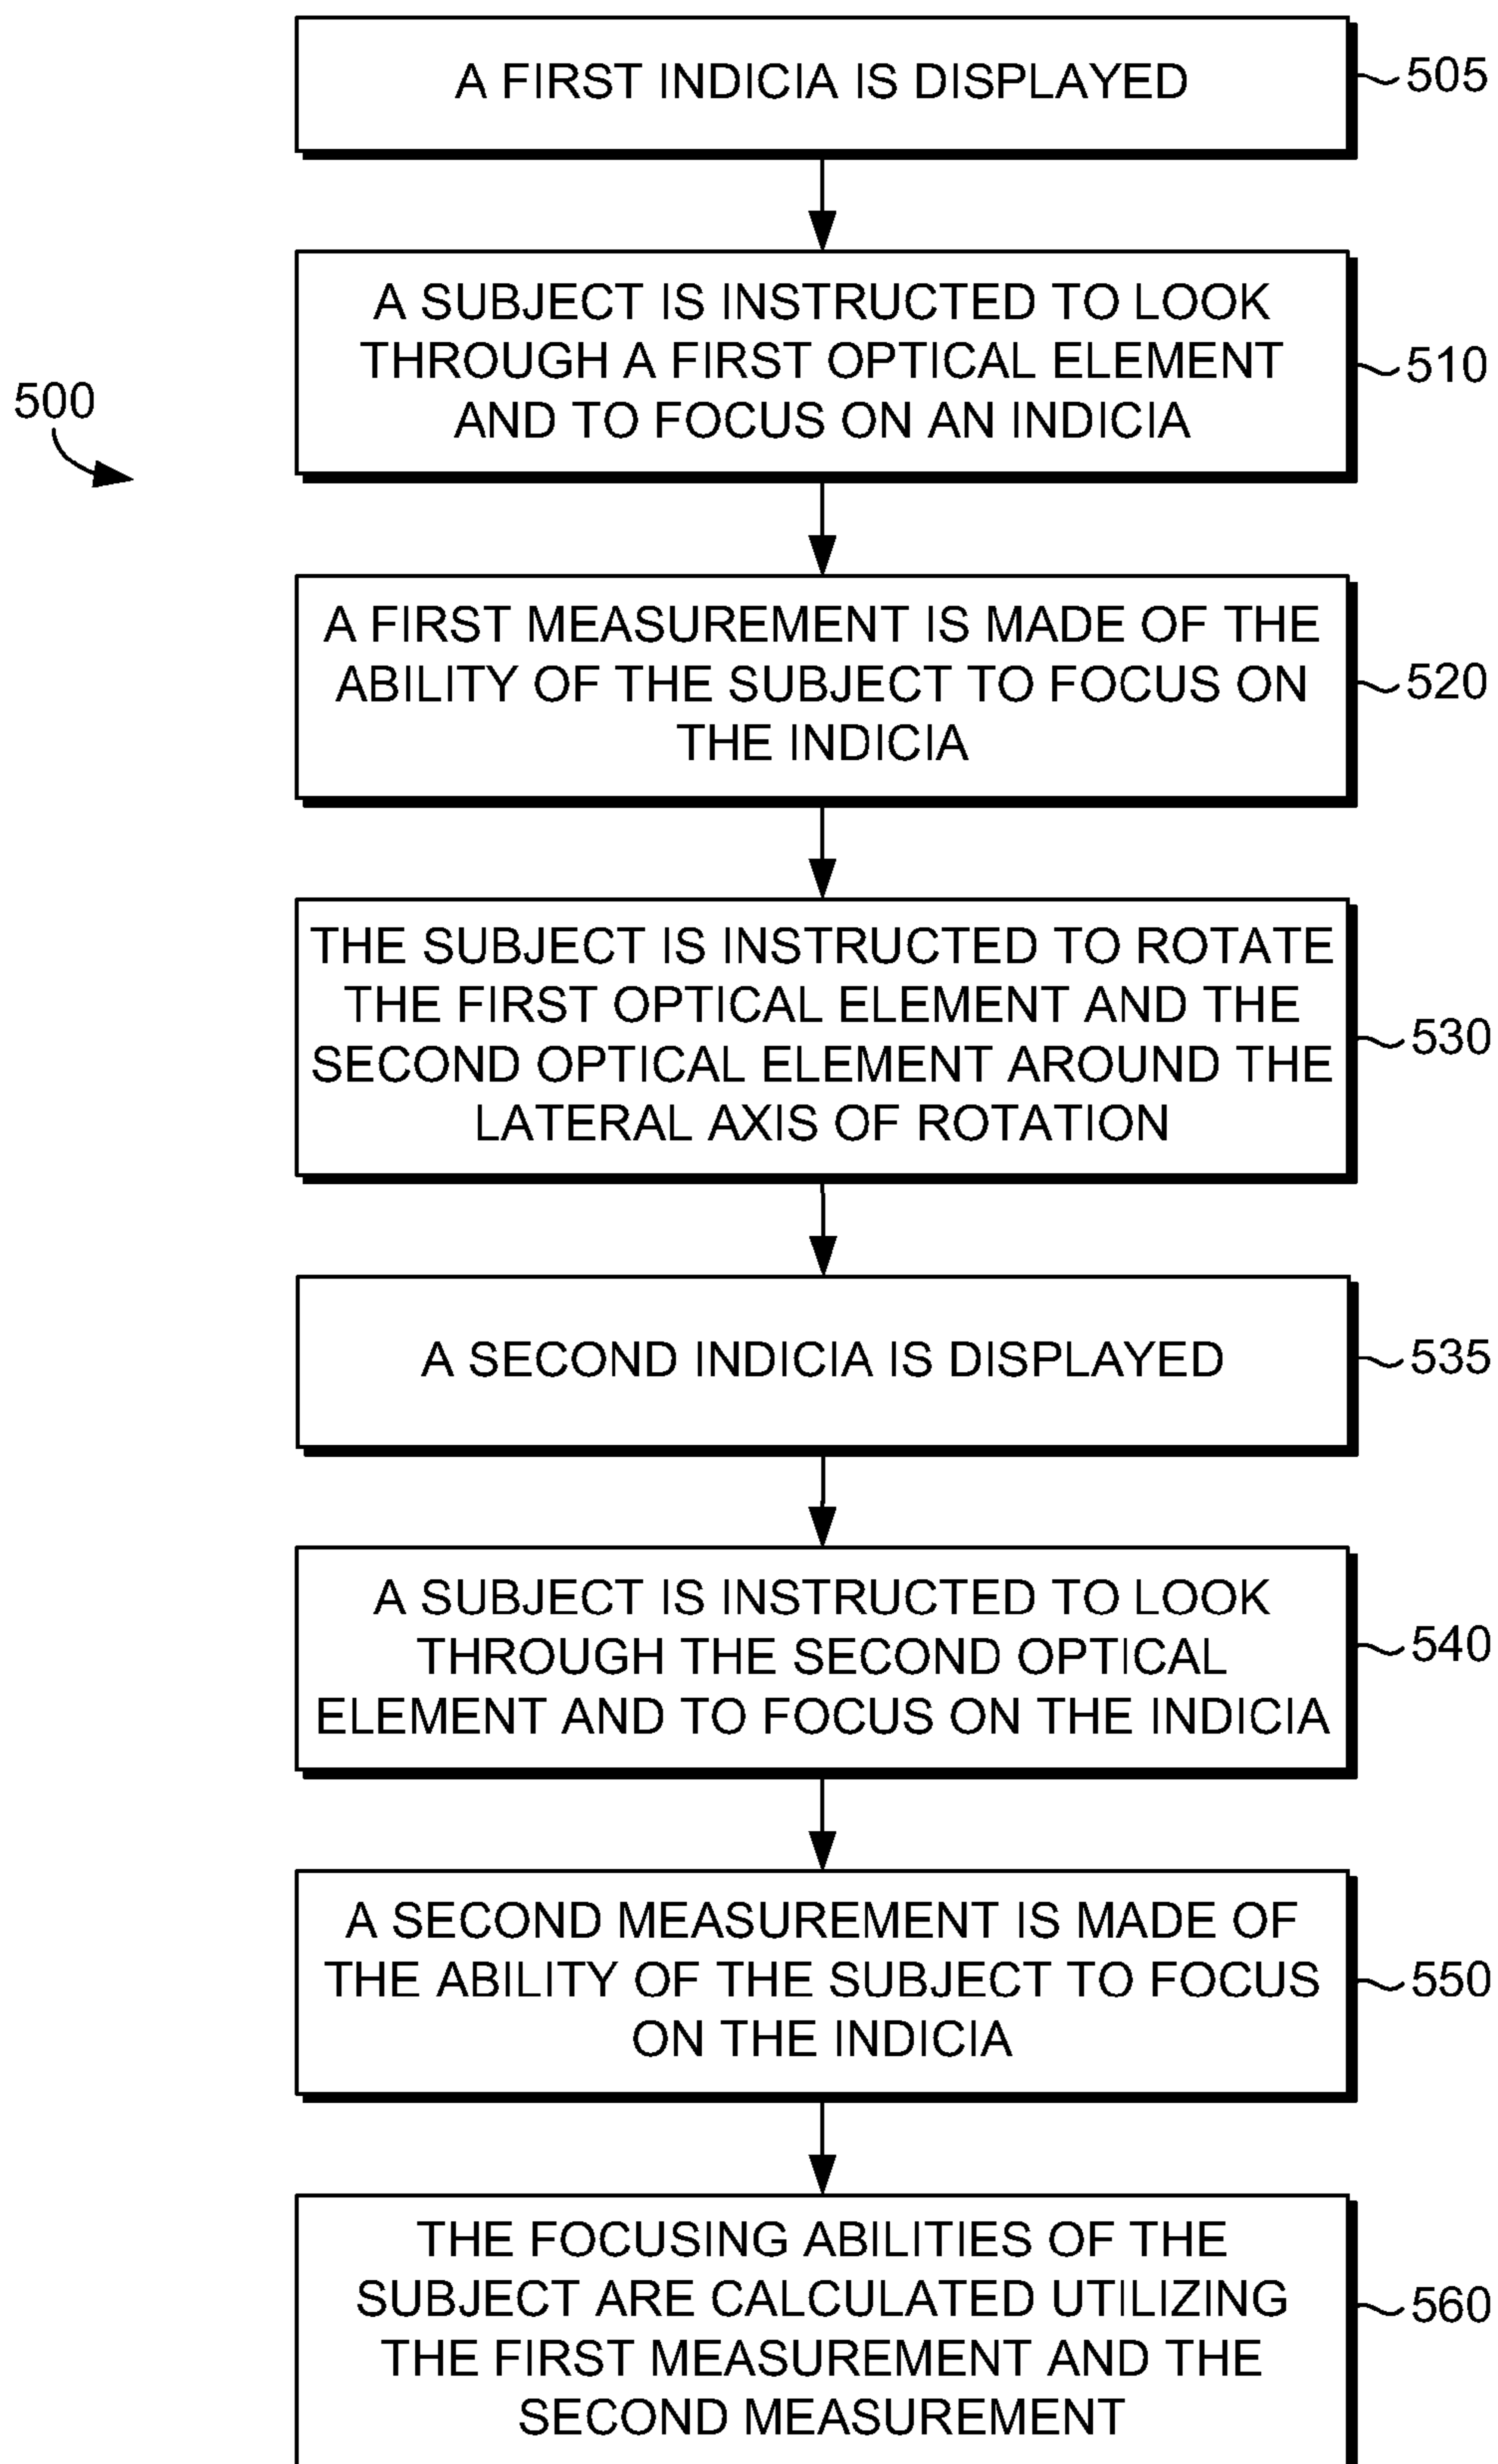 A FIRST INDICIA IS DISPLAYED
505
A SUBJECT IS INSTRUCTED TO LOOK
THROUGH A FIRST OPTICAL ELEMENT
AND TO FOCUS ON AN INDICIA
510
500
A FIRST MEASUREMENT IS MADE OF THE
ABILITY OF THE SUBJECT TO FOCUS ON
THE INDICIA
520
THE SUBJECT IS INSTRUCTED TO ROTATE
THE FIRST OPTICAL ELEMENT AND THE
SECOND OPTICAL ELEMENT AROUND THE
LATERAL AXIS OF ROTATION
530
A SECOND INDICIA IS DISPLAYED
535
A SUBJECT IS INSTRUCTED TO LOOK
THROUGH THE SECOND OPTICAL
ELEMENT AND TO FOCUS ON THE INDICIA
540
A SECOND MEASUREMENT IS MADE OF
THE ABILITY OF THE SUBJECT TO FOCUS
ON THE INDICIA
550
THE FOCUSING ABILITIES OF THE
SUBJECT ARE CALCULATED UTILIZING
THE FIRST MEASUREMENT AND THE
SECOND MEASUREMENT
560